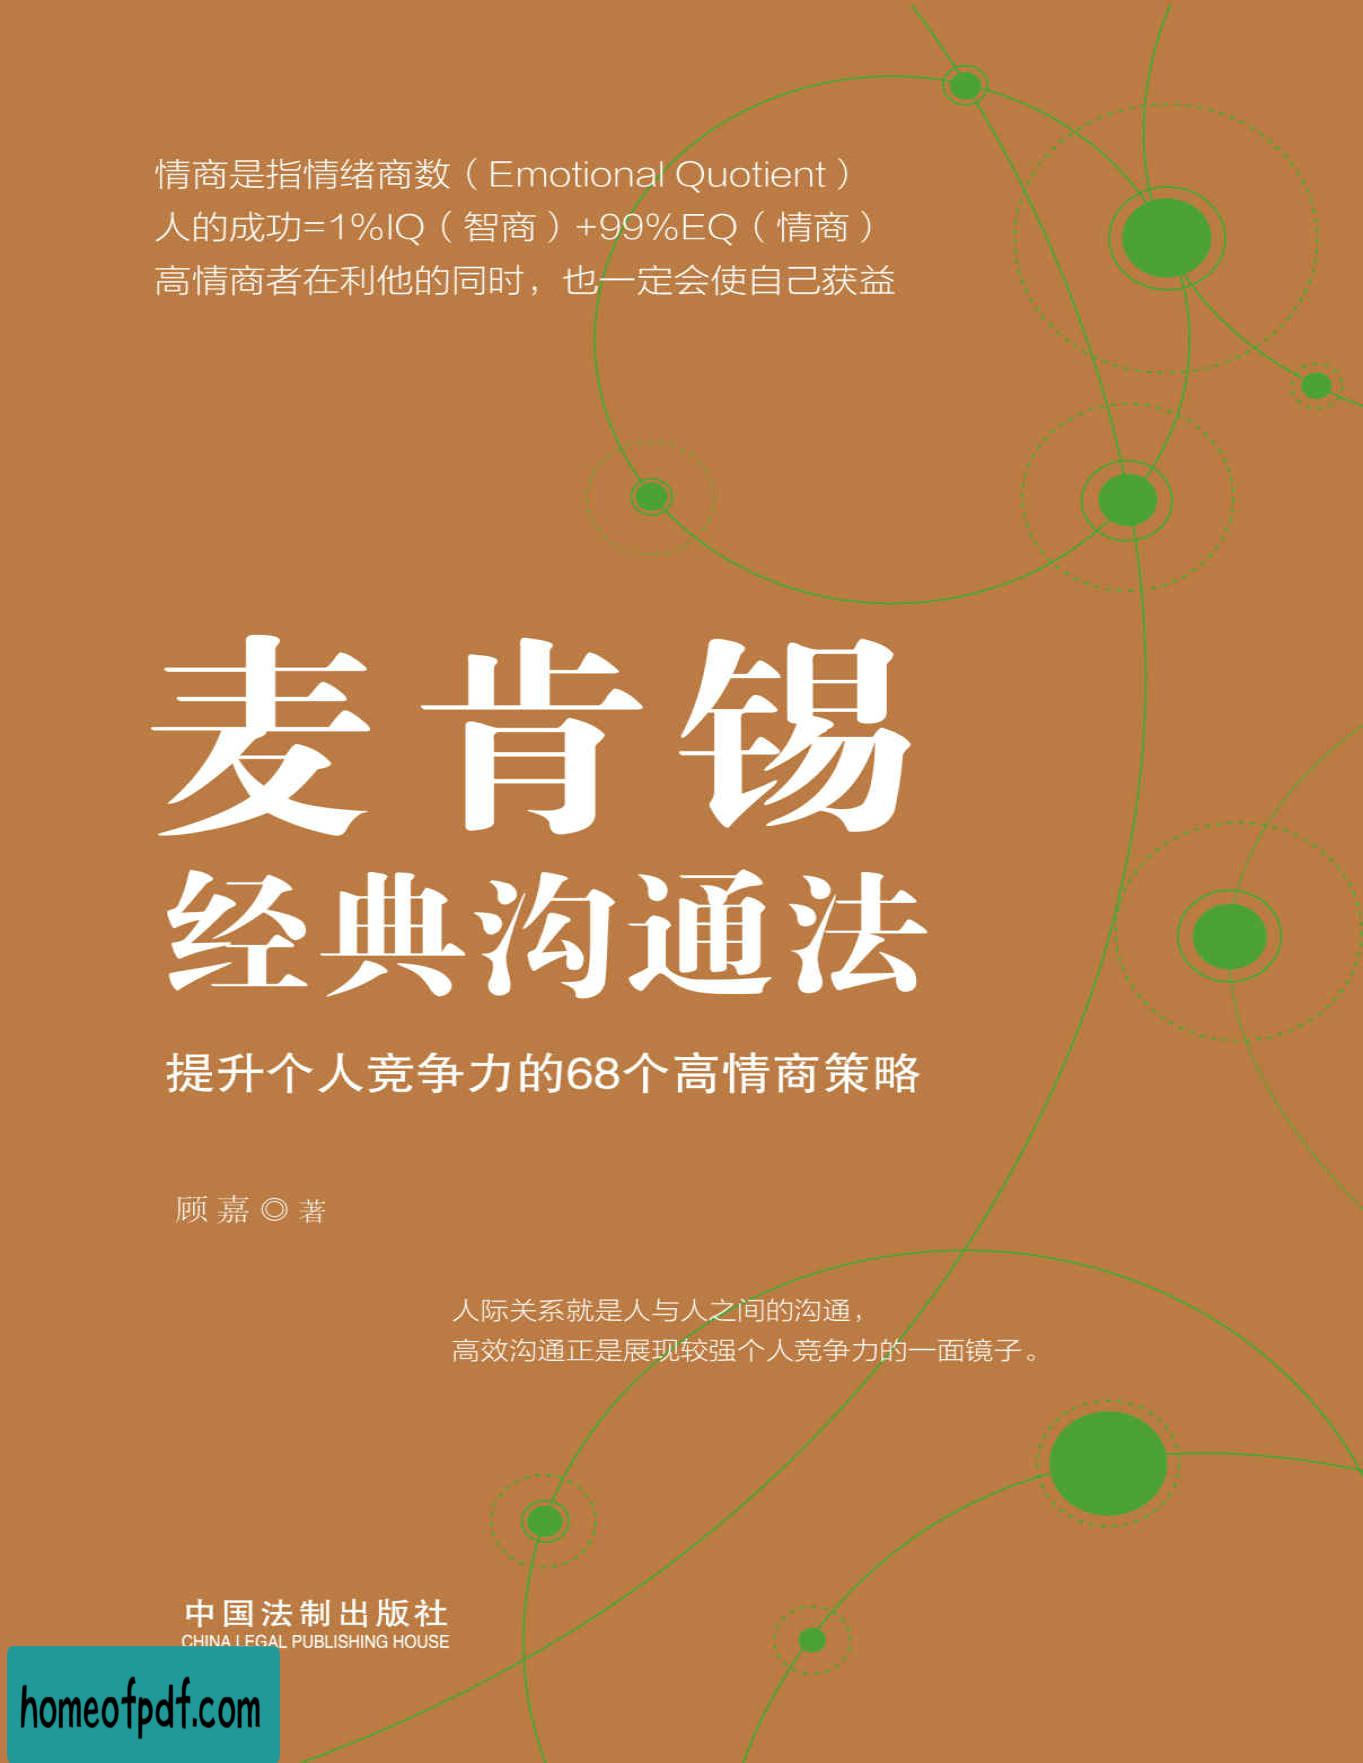 情商是指情绪商数（Emotional Quotient）
人的成功=1%IQ（智商）+99%EQ（情商）
高情商者在利他的同时，也一定会使自己获益
麦肯锡
经典沟通法
提升个人竞争力的68个高情商策略
顾嘉◎著
人际关系就是人与人之间的沟通，
高效沟通正是展现较强个人竞争力的一面镜子。
中国法制出版社
CHINA LEGAL PUBLISHING HOUSE
homeofpdf.com